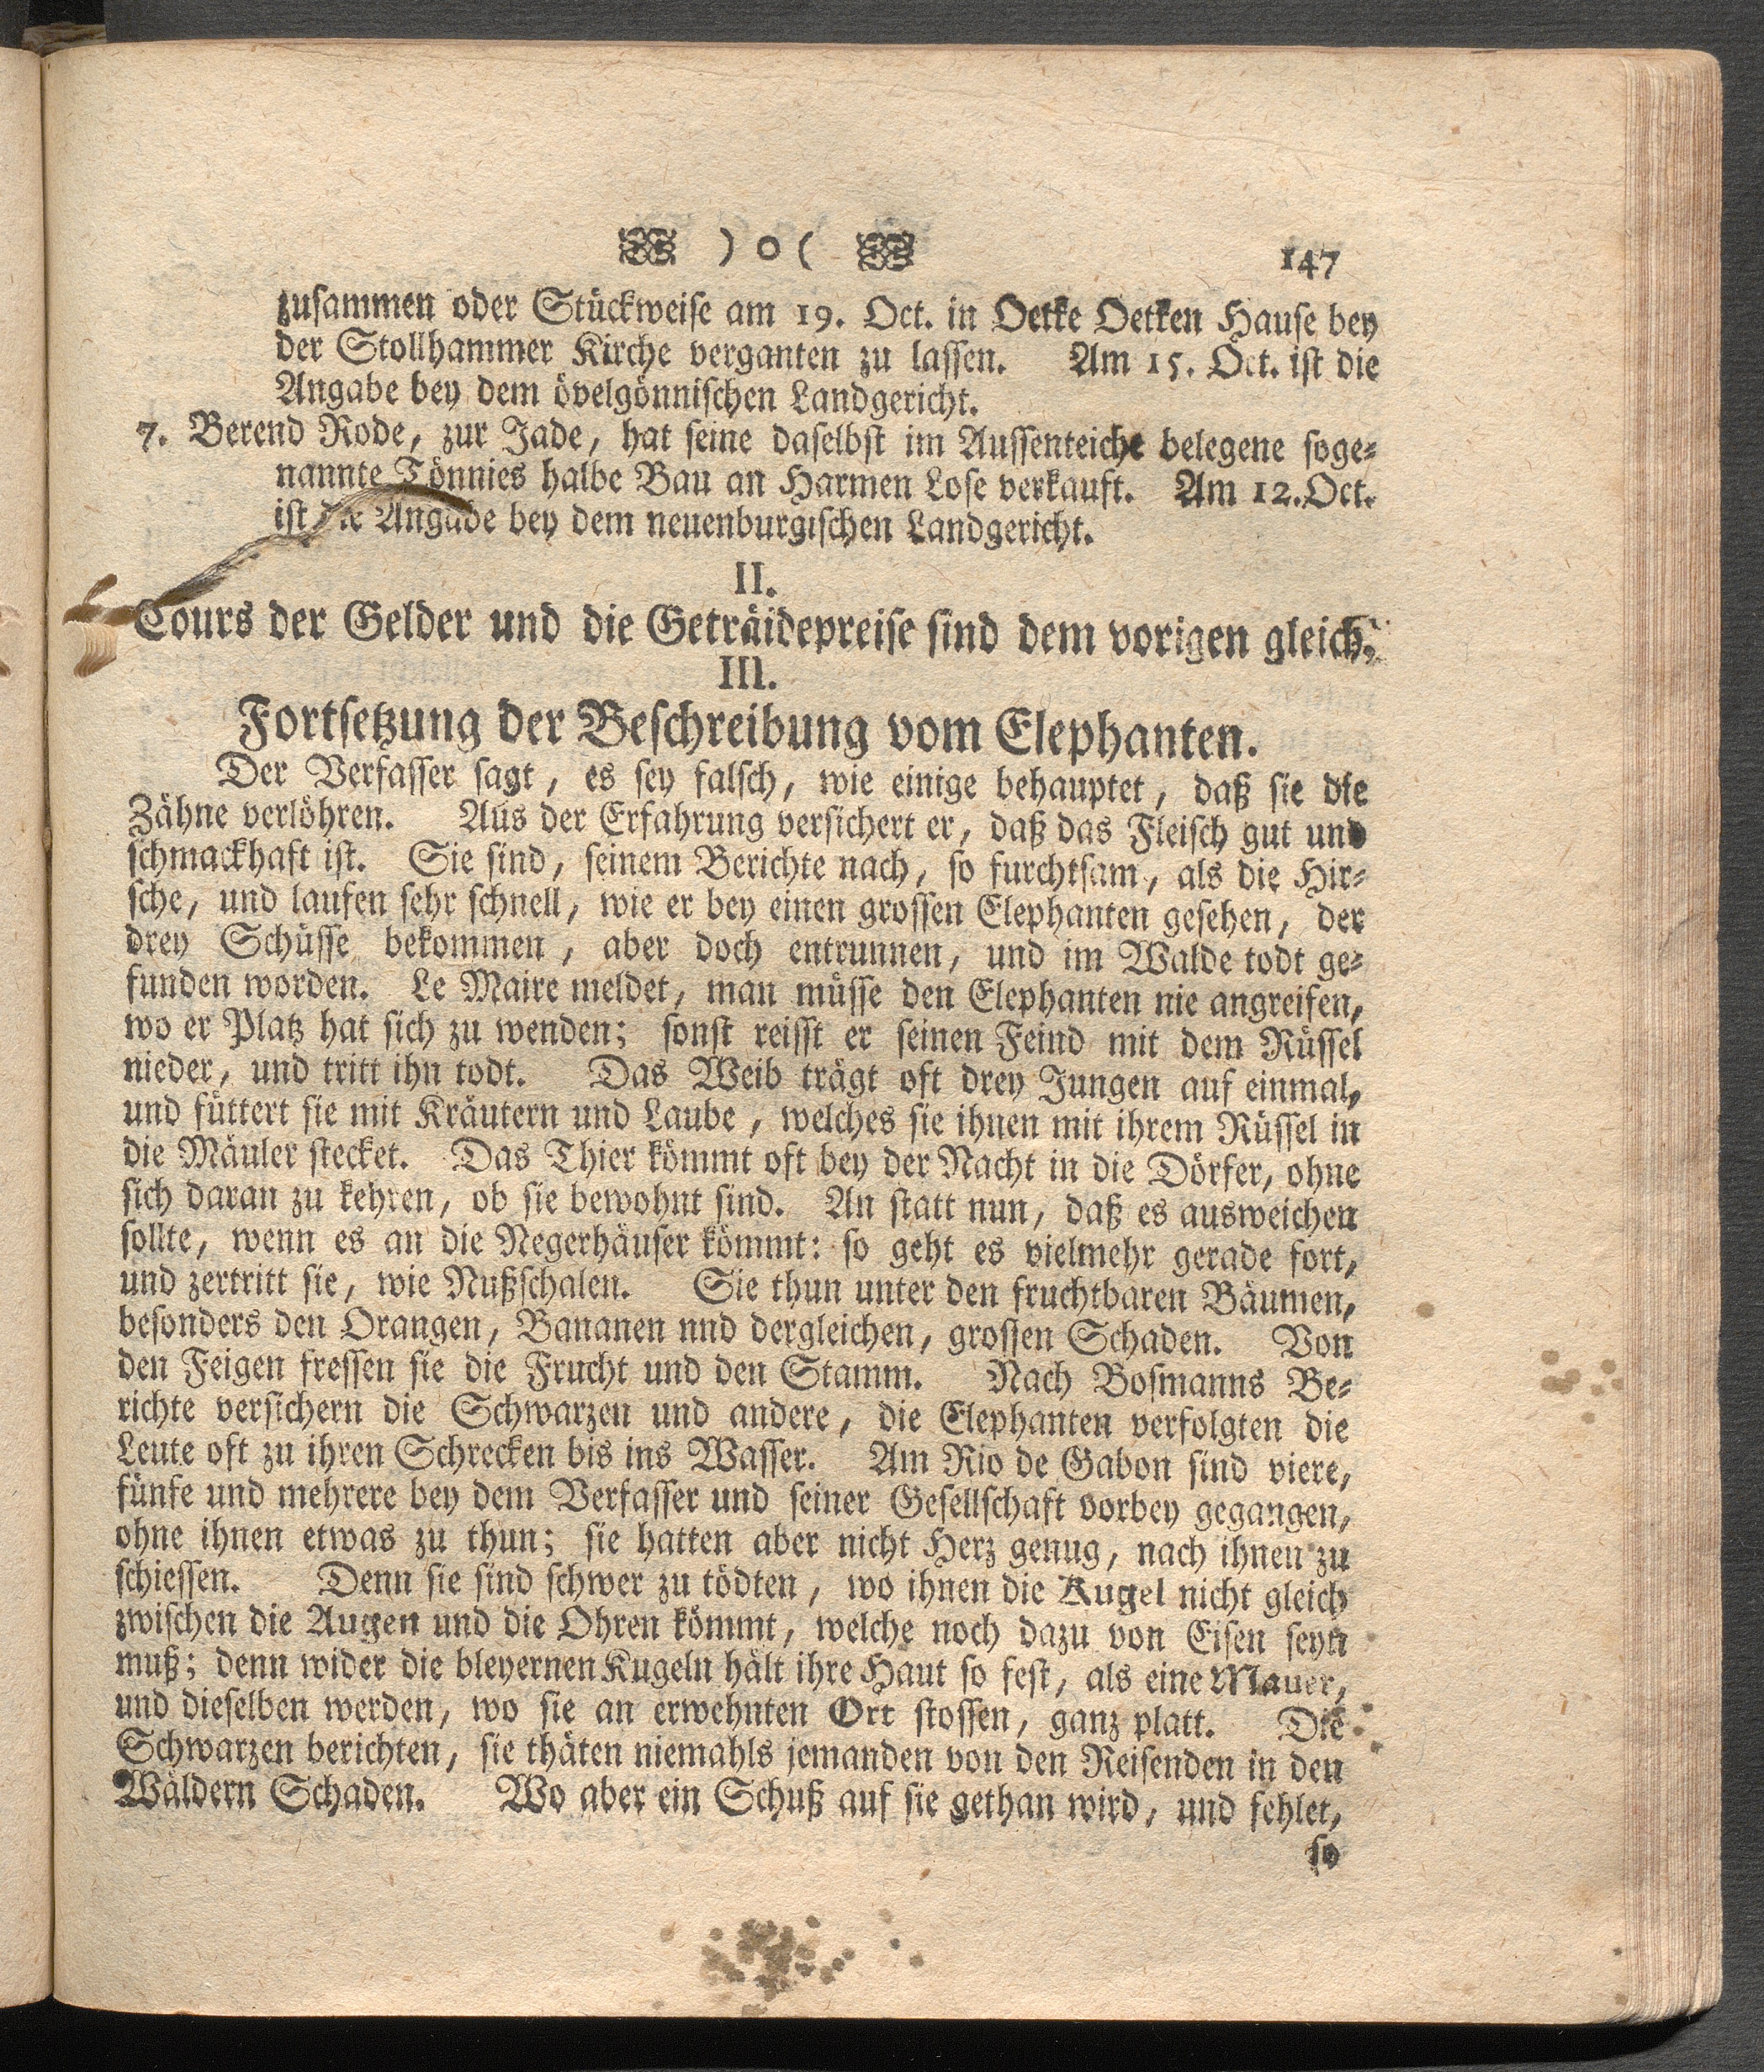 ) o ( 147
zusammen oder Stückweise am 19. Oct. in Oetke Oetken Hause bey
der Stollhammer Kirche verganten zu lassen. Am 15. Oct. ist die
Angabe bey dem övelgönnischen Landgericht.
7. Berend Rode, zur Jade, hat seine daselbst im Aussenteiche belegene soge-
nannte Tönnies halbe Bau an Harmen Lose verkauft. Am 12. Oct.
ist die Angabe bey dem neuenburgischen Landgericht.
II.
Cours der Gelder und die Geträidepreise sind dem vorigen gleich.
III.
Fortsetzung der Beschreibung vom Elephanten.
Der Verfasser sagt, es sey falsch, wie einige behauptet, daß sie die
Zähne verlöhren. Aus der Erfahrung versichert er, daß das Fleisch gut und
schmackhaft ist. Sie sind, seinem Berichte nach, so furchtsam, als die Hir-
sche, und laufen sehr schnell, wie er bey einen grossen Elephanten gesehen, der
drey Schüsse bekommen, aber doch entrunnen, und im Walde todt ge-
funden worden. Le Maire meldet, man müsse den Elephanten nie angreifen,
wo er Platz hat sich zu wenden; sonst reisst er seinen Feind mit dem Rüssel
nieder, und tritt ihn todt. Das Weib trägt oft drey Jungen auf einmal,
und füttert sie mit Kräutern und Laube, welches sie ihnen mit ihrem Rüssel in
die Mäuler stecket. Das Thier kömmt oft bey der Nacht in die Dörfer, ohne
sich daran zu kehren, ob sie bewohnt sind. An statt nun, daß es ausweichen
sollte, wenn es an die Negerhäuser kömmt: so geht es vielmehr gerade fort,
und zertritt sie, wie Nußschalen. Sie thun unter den fruchtbaren Bäumen,
besonders den Orangen, Bananen nnd dergleichen, grossen Schaden. Von
den Feigen fressen sie die Frucht und den Stamm. Nach Bosmanns Be-
richte versichern die Schwarzen und andere, die Elephanten verfolgten die
Leute oft zu ihren Schrecken bis ins Wasser. Am Rio de Gabon sind viere,
fünfe und mehrere bey dem Verfasser und seiner Gesellschaft vorbey gegangen,
ohne ihnen etwas zu thun; sie hatten aber nicht Herz genug, nach ihnen zu
schiessen. Denn sie sind schwer zu tödten, wo ihnen die Kugel nicht gleich
zwischen die Augen und die Ohren kömmt, welche noch dazu von Eisen seyn
muß; denn wider die bleyernen Kugeln hält ihre Haut so fest, als eine Mauer,
und dieselben werden, wo sie an erwehnten Ort stossen, ganz platt. Die
Schwarzen berichten, sie thäten niemahls jemanden von den Reisenden in den
Wäldern Schaden. Wo aber ein Schuß auf sie gethan wird, und fehlet,
so